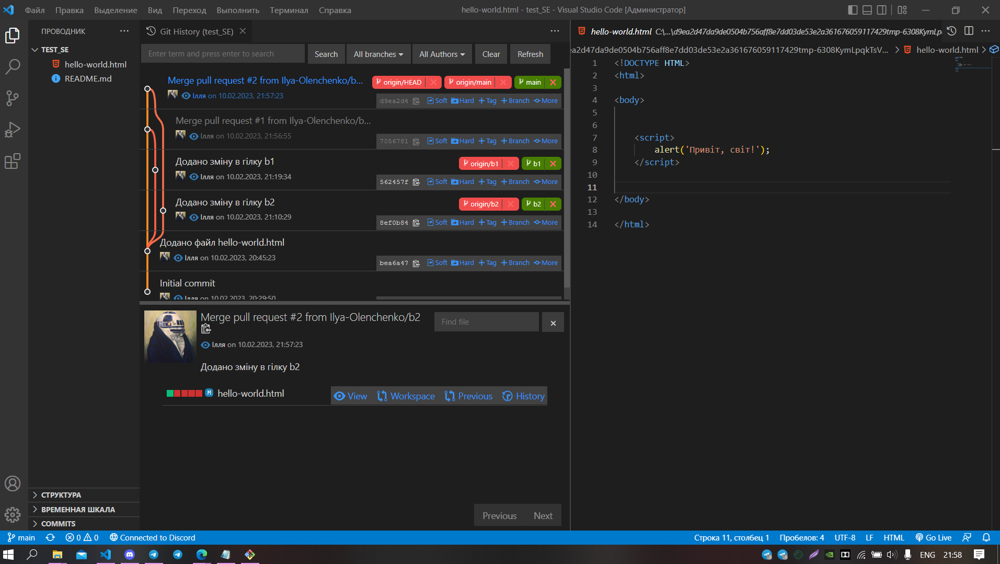 Файл Правка Выделение Вид Переход Выполнить Терминал Справка
hello-world.html - test_SE - Visual Studio Code [Администратор]
ПРОВОДНИК
TEST_SE
hello-world.html
README.md
СТРУКТУРА
ВРЕМЕННАЯ ШКАЛА
COMMITS
Git History (test_SE)
Enter term and press enter to search
Search
All branches
All Authors
Clear
Refresh
Merge pull request #2 from Ilya-Olenchenko/b...
origin/HEAD origin/main main
Ілля on 10.02.2023, 21:57:23
d9ea2d4 Soft Hard Tag Branch More
Merge pull request #1 from Ilya-Olenchenko/b...
Ілля on 10.02.2023, 21:56:55
7056781 Soft Hard Tag Branch More
Додано зміну в гілку b1
origin/b1 b1
Ілля on 10.02.2023, 21:19:34
562457f Soft Hard Tag Branch More
Додано зміну в гілку b2
origin/b2 b2
Ілля on 10.02.2023, 21:10:29
8ef0b84 Soft Hard Tag Branch More
Додано файл hello-world.html
Ілля on 10.02.2023, 20:45:23
bea6a47 Soft Hard Tag Branch More
Initial commit
Ілля on 10.02.2023, 20:29:50
Merge pull request #2 from Ilya-Olenchenko/b2
Find file
Ілля on 10.02.2023, 21:57:23
Додано зміну в гілку b2
M hello-world.html
View Workspace Previous History
Previous Next
hello-world.html C:\...\d9ea2d47da9de0504b756aff8e7dd03de53e2a361676059117429tmp-6308KymLp
ea2d47da9de0504b756aff8e7dd03de53e2a361676059117429tmp-6308KymLpqkTsV... > hello-world.html >
1 <!DOCTYPE HTML>
2 <html>
3
4 <body>
5
6
7 <script>
8 alert('Привіт, світ!');
9 </script>
10
11
12 </body>
13
14 </html>
main 0 0 Connected to Discord
Строка 11, столбец 1 Пробелов: 4 UTF-8 LF HTML Go Live
ENG 21:58